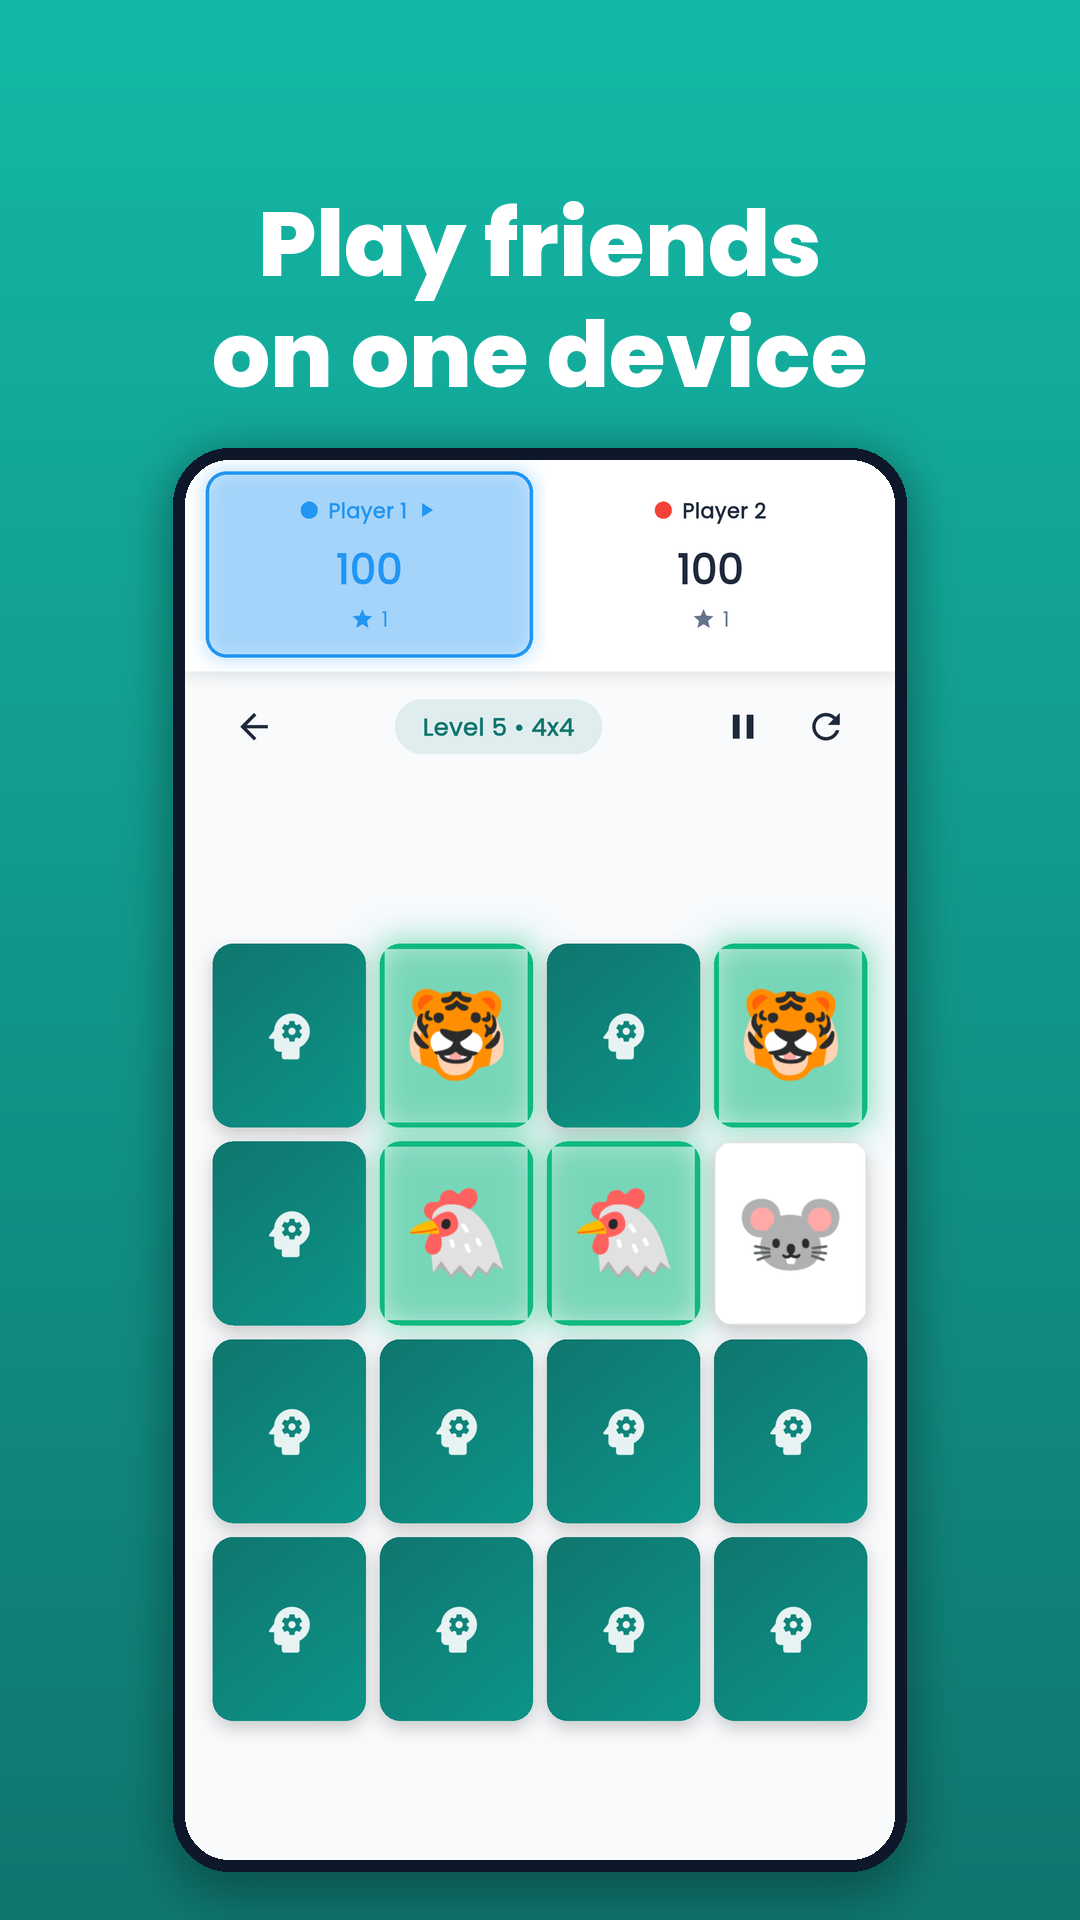 Play friends
on one device
Player 1
100
1
Player 2
100
1
Level 5 • 4x4